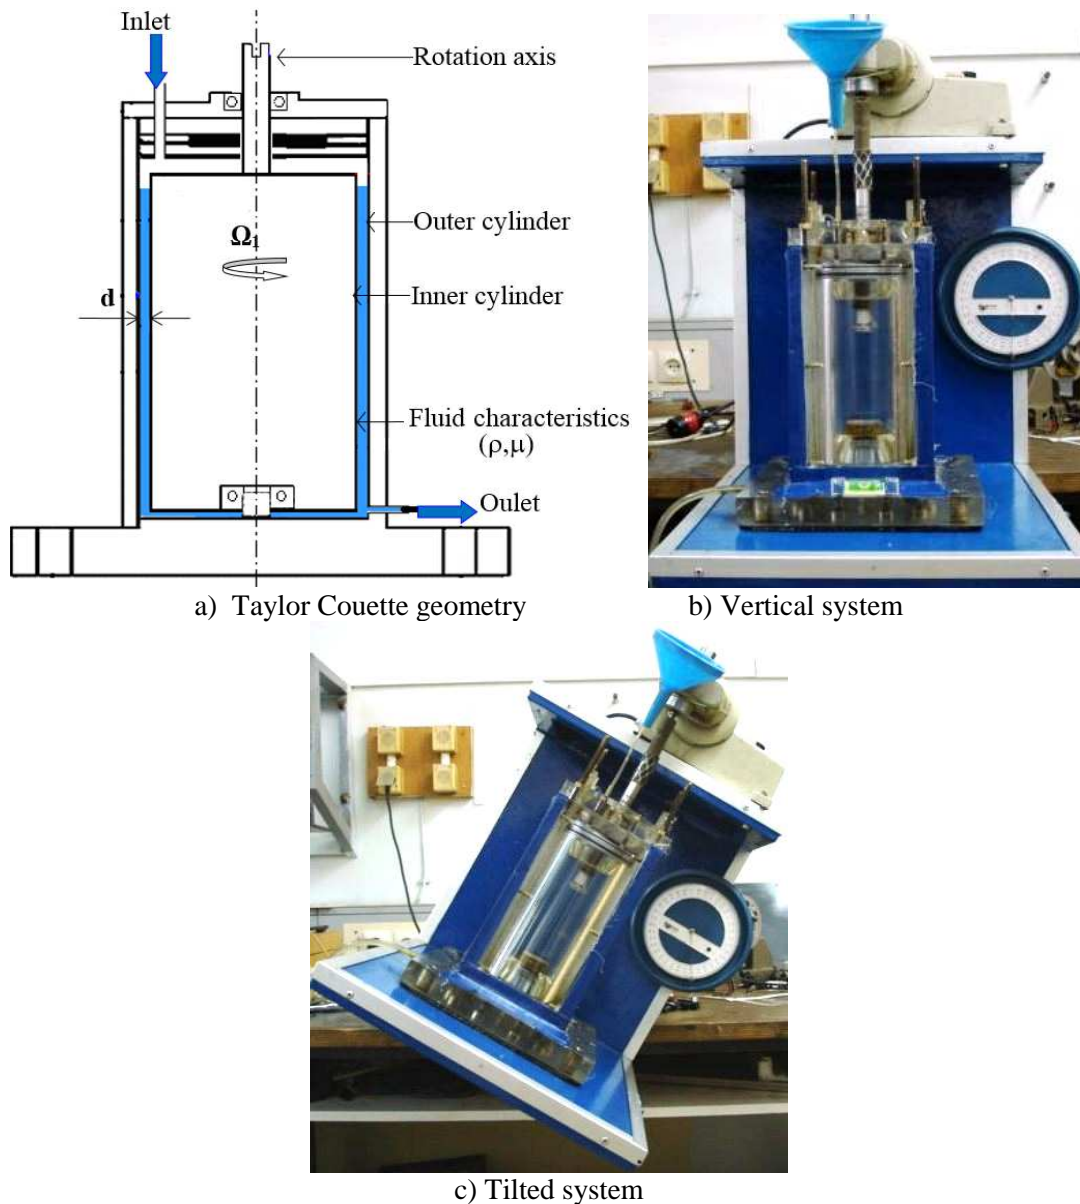 Inlet
Rotation axis
Outer cylinder
Ω1
Inner cylinder
d
Fluid characteristics
(ρ,μ)
Oulet
a) Taylor Couette geometry
b) Vertical system
c) Tilted system